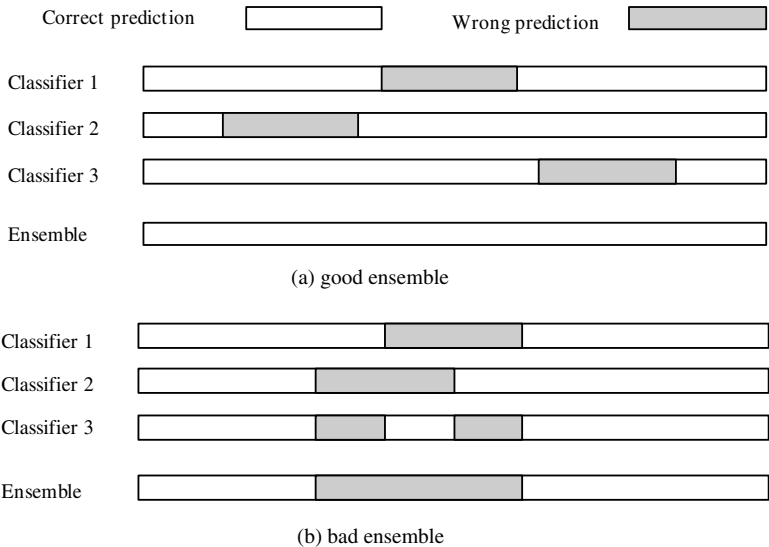 Correct prediction
Wrong prediction
Classifier 1
Classifier 2
Classifier 3
Ensemble
(a) good ensemble
Classifier 1
Classifier 2
Classifier 3
Ensemble
(b) bad ensemble